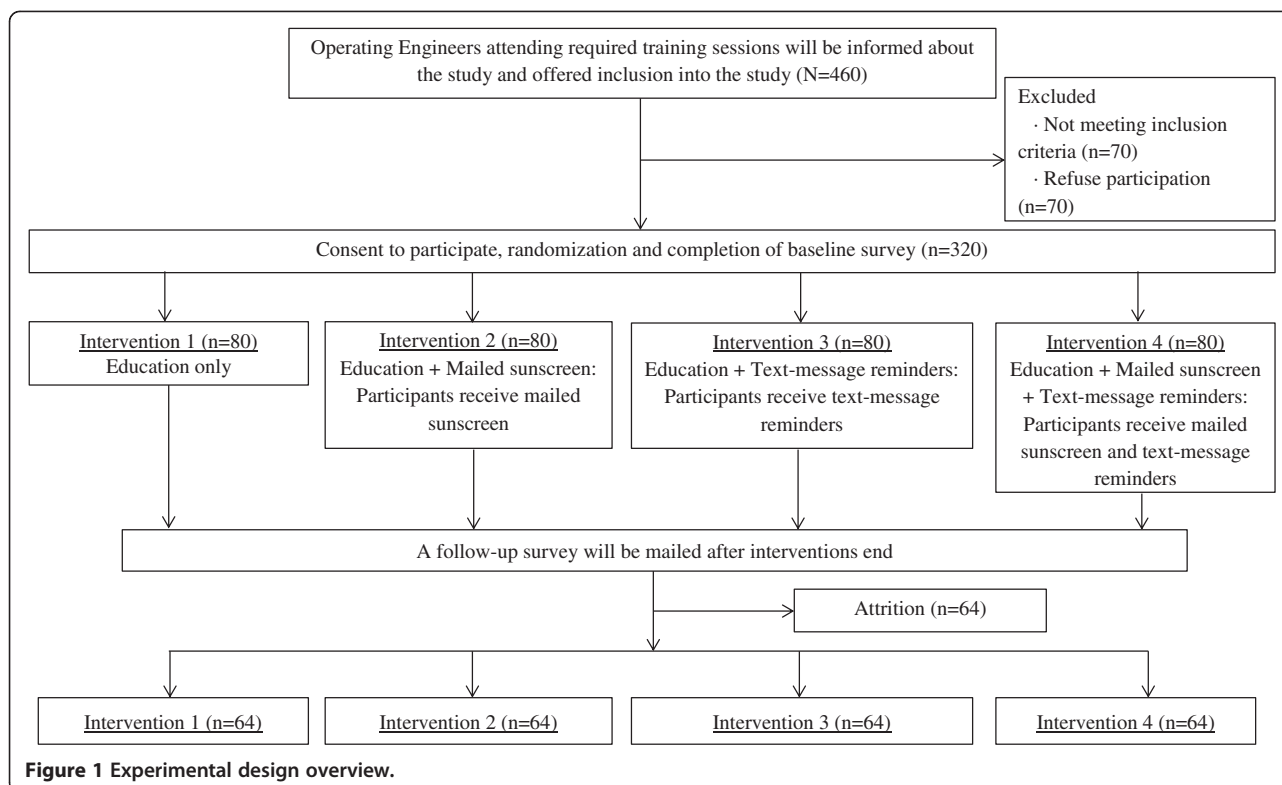 Operating Engineers attending required training sessions will be informed about
the study and offered inclusion into the study (N=460)
Excluded
· Not meeting inclusion
criteria (n=70)
· Refuse participation
(n=70)
Consent to participate, randomization and completion of baseline survey (n=320)
Intervention 1 (n=80)
Education only
Intervention 2 (n=80)
Education + Mailed sunscreen:
Participants receive mailed
sunscreen
Intervention 3 (n=80)
Education + Text-message reminders:
Participants receive text-message
reminders
Intervention 4 (n=80)
Education + Mailed sunscreen
+ Text-message reminders:
Participants receive mailed
sunscreen and text-message
reminders
A follow-up survey will be mailed after interventions end
Attrition (n=64)
Intervention 1 (n=64)
Intervention 2 (n=64)
Intervention 3 (n=64)
Intervention 4 (n=64)
Figure 1 Experimental design overview.